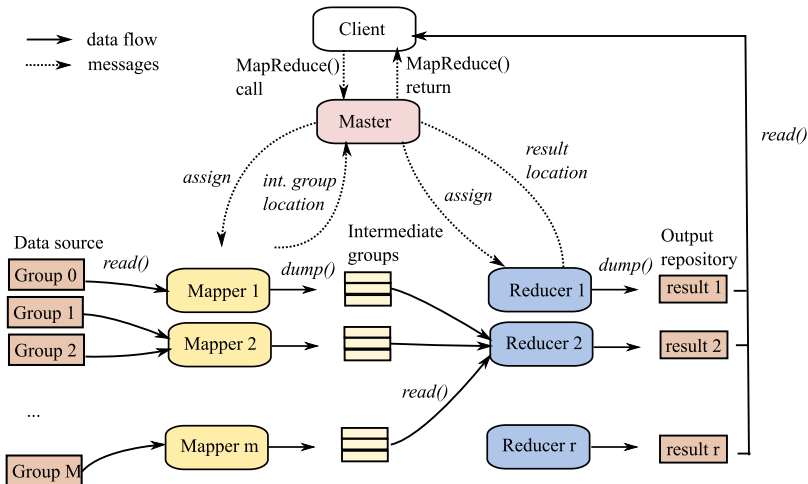 Client
data flow
messages
MapReduce()
call
MapReduce()
return
Master
read()
assign
int. group
location
assign
result
location
Data source
read()
Intermediate
groups
Output
repository
Group 0
Mapper 1
dump()
Reducer 1
dump()
result 1
Group 1
Group 2
Mapper 2
Reducer 2
result 2
read()
...
Group M
Mapper m
Reducer r
result r